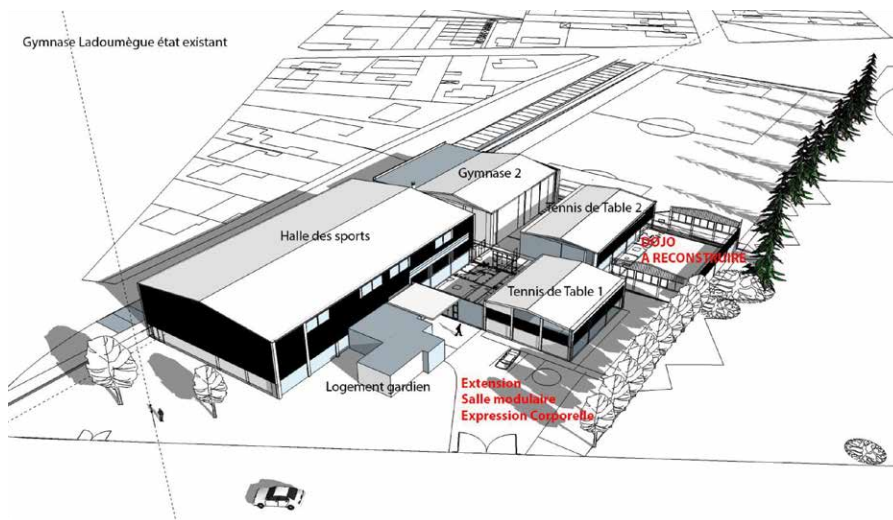 Gymnase Ladoumègue état existant
Gymnase 2
Tennis de Table 2
Halle des sports
DOJO
À RECONSTRUIRE
Tennis de Table 1
Logement gardien
Extension
Salle modulaire
Expression Corporelle